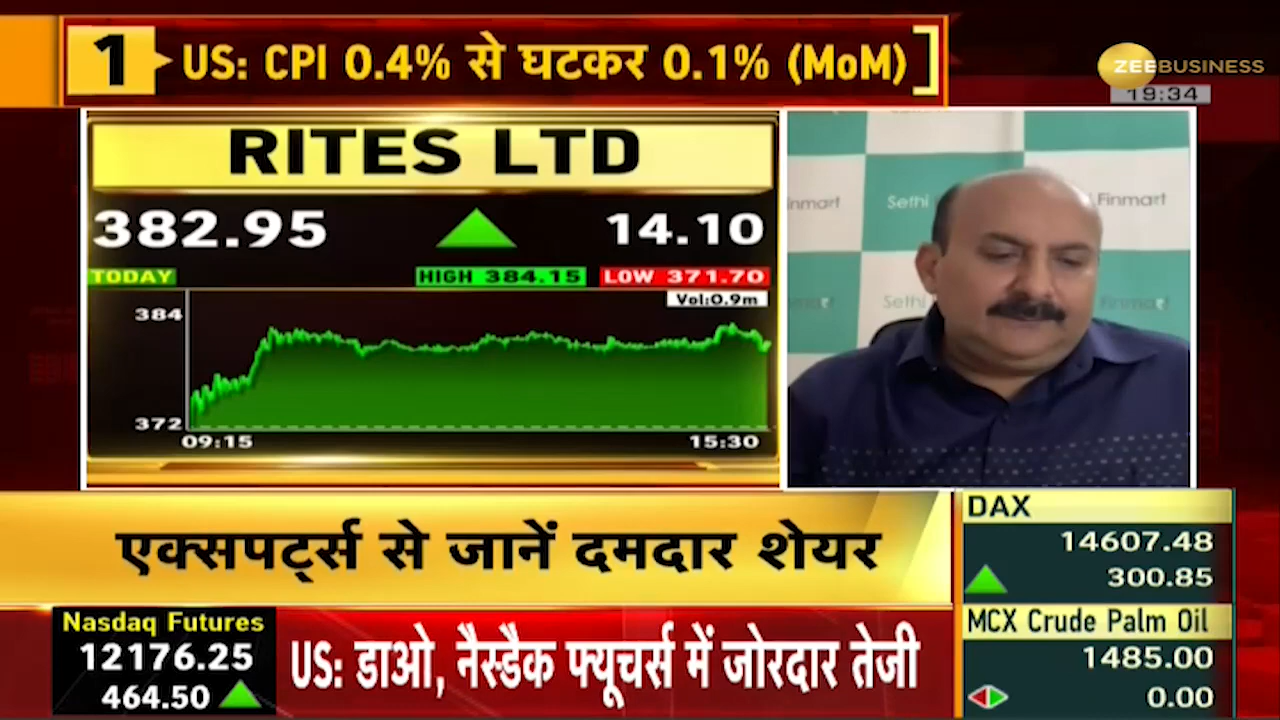 1
US: CPI 0.4% से घटकर 0.1% (MoM)
ZEEBUSINESS
19:34
RITES LTD
382.95
14.10
TODAY
HIGH 384.15
LOW 371.70
Vol:0.9m
384
372
09:15
15:30
Sethi
Finmart
Sethi
एक्सपर्ट्स से जानें दमदार शेयर
DAX
14607.48
300.85
MCX Crude Palm Oil
1485.00
0.00
Nasdaq Futures
12176.25
464.50
US: डाओ, नैस्डैक फ्यूचर्स में जोरदार तेजी